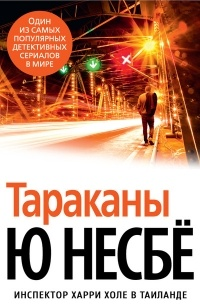 ОДИН
ИЗ САМЫХ
ПОПУЛЯРНЫХ
ДЕТЕКТИВНЫХ
СЕРИАЛОВ
В МИРЕ
Тараканы
Ю НЕСБЁ
ИНСПЕКТОР ХАРРИ ХОЛЕ В ТАИЛАНДЕ